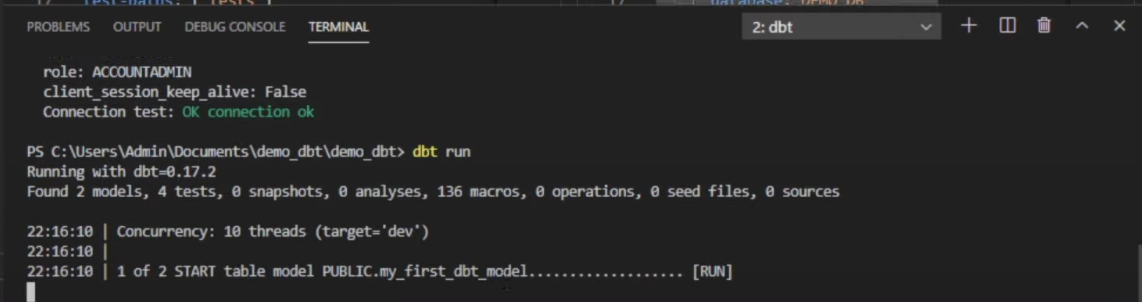 PROBLEMS OUTPUT DEBUG CONSOLE TERMINAL 2: dbt
role: ACCOUNTADMIN
client_session_keep_alive: False
Connection test: OK connection ok
PS C:\Users\Admin\Documents\demo_dbt\demo_dbt> dbt run
Running with dbt=0.17.2
Found 2 models, 4 tests, 0 snapshots, 0 analyses, 136 macros, 0 operations, 0 seed files, 0 sources
22:16:10 | Concurrency: 10 threads (target='dev')
22:16:10 |
22:16:10 | 1 of 2 START table model PUBLIC.my_first_dbt_model................... [RUN]